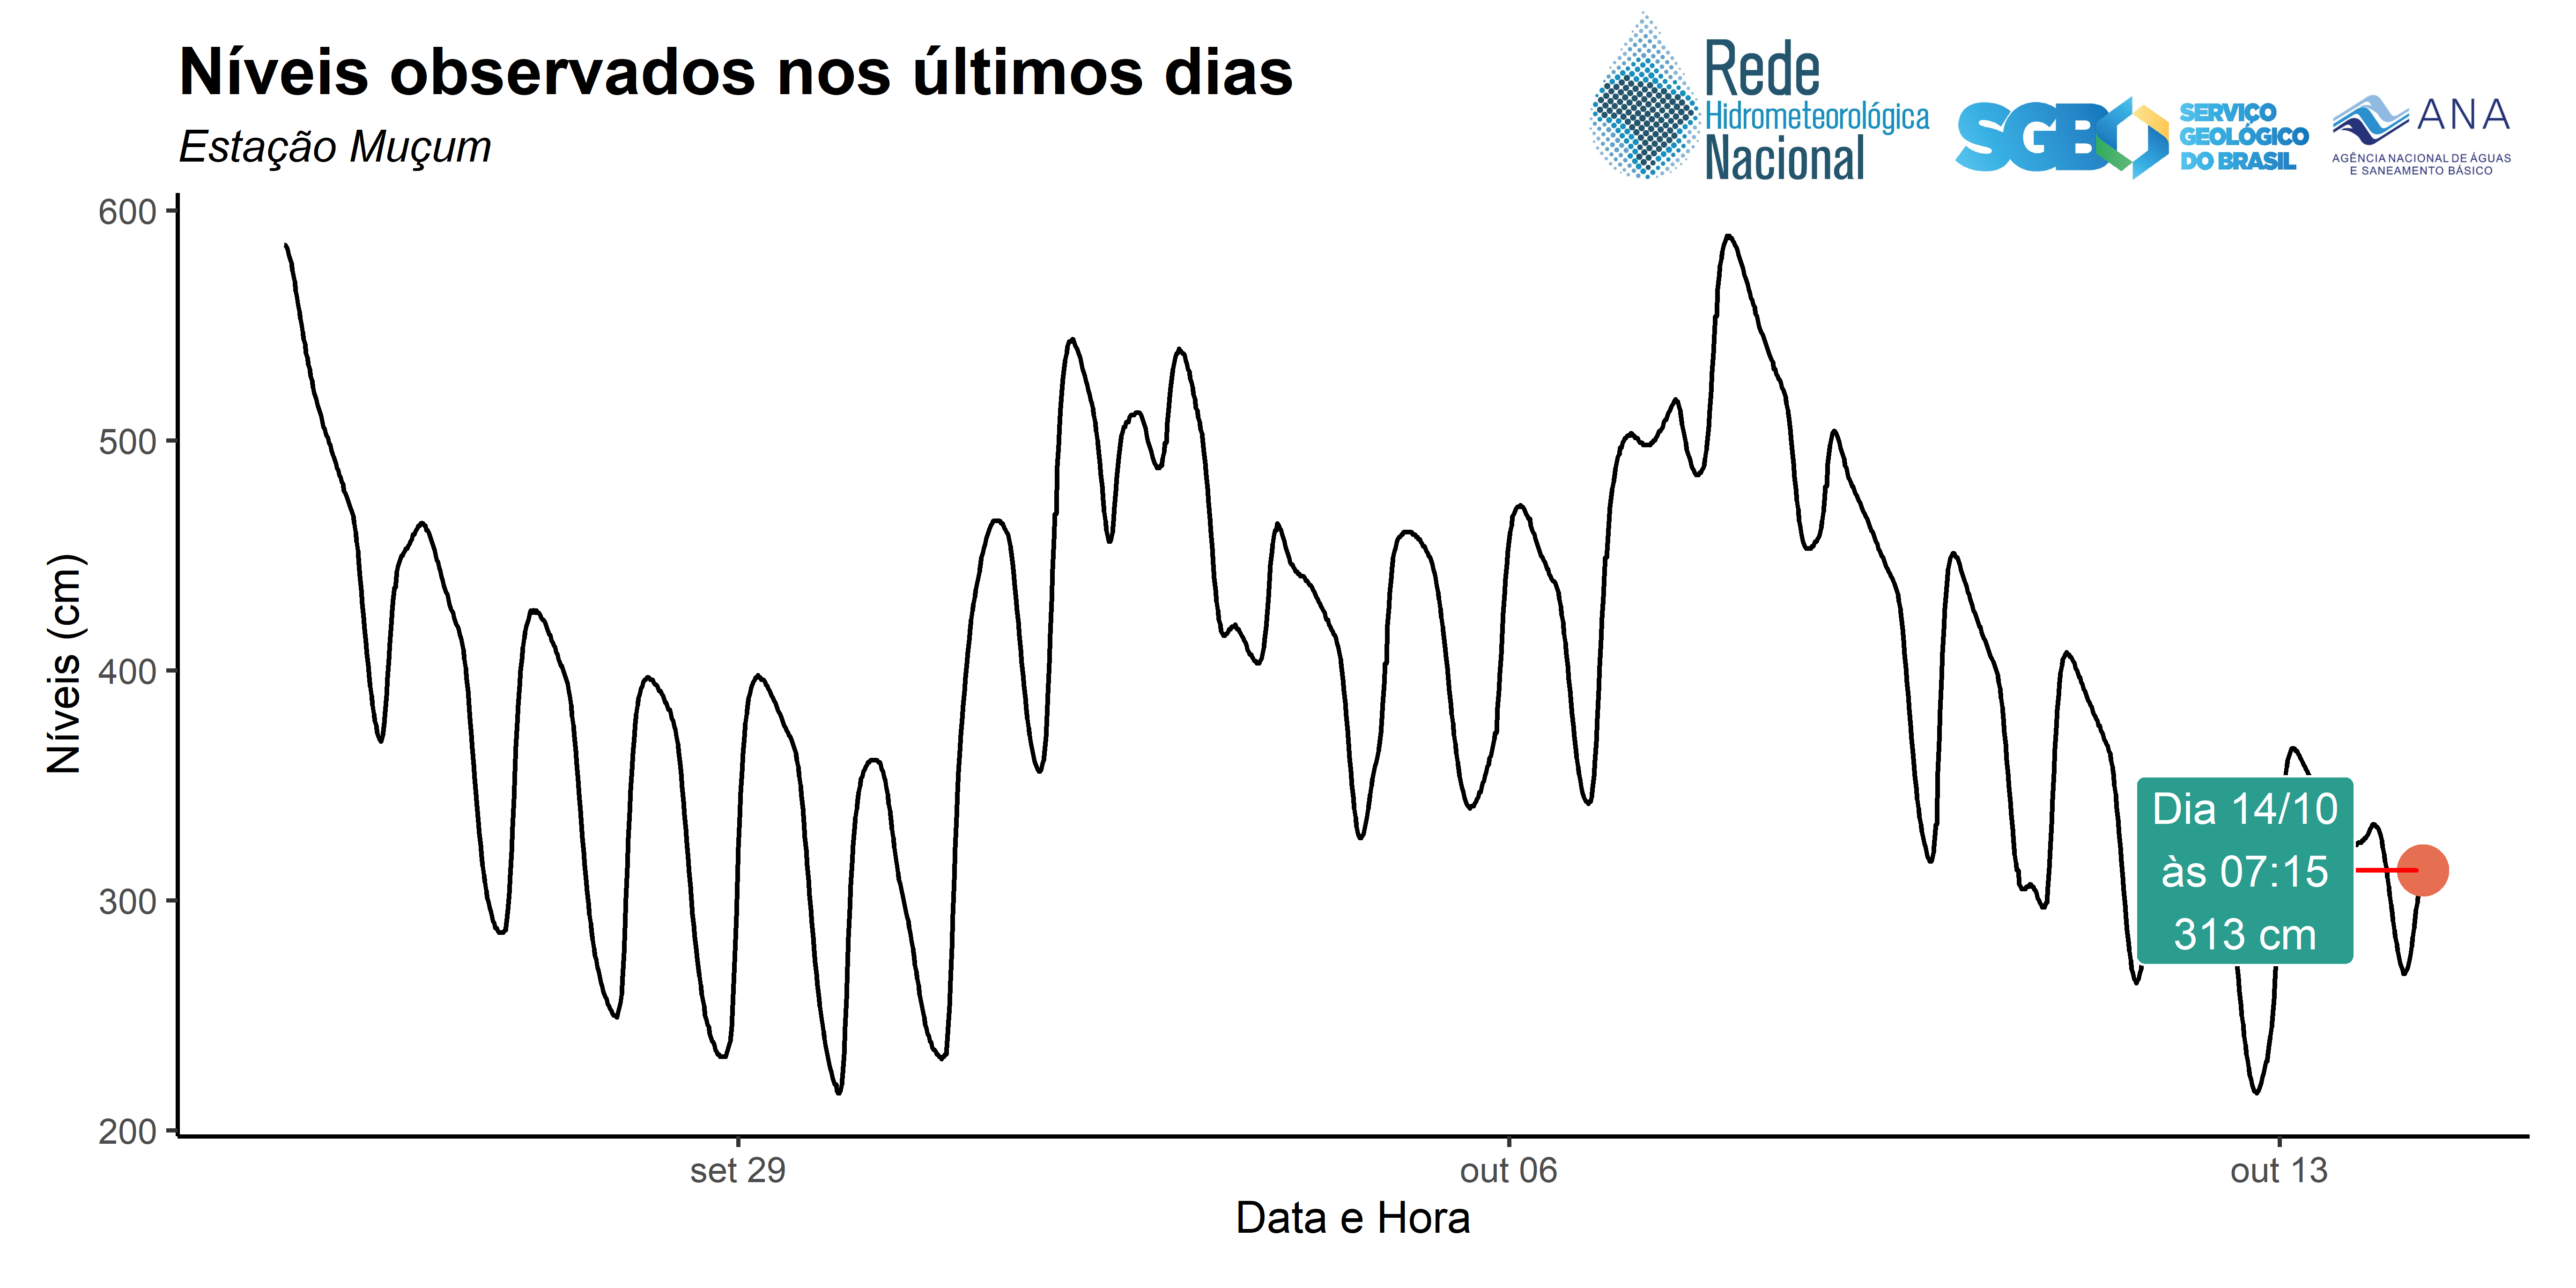 Níveis observados nos últimos dias
Estação Muçum
Rede
Hidrometeorológica
Nacional
SGB
SERVIÇO
GEOLÓGICO
DO BRASIL
ANA
AGÊNCIA NACIONAL DE ÁGUAS
E SANEAMENTO BÁSICO
Níveis (cm)
600
500
400
300
200
Dia 14/10
às 07:15
313 cm
set 29
out 06
out 13
Data e Hora